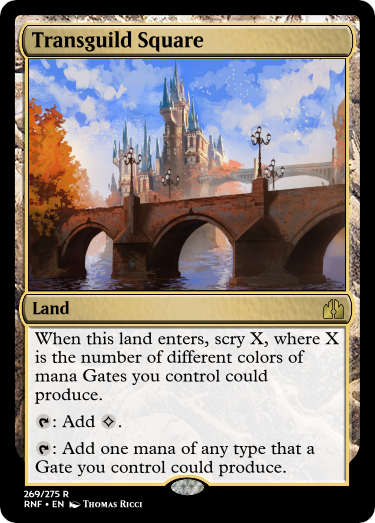 Transguild Square
Land
When this land enters, scry X, where X
is the number of different colors of
mana Gates you control could
produce.
: Add .
: Add one mana of any type that a
Gate you control could produce.
269/275 R
RNF • EN Thomas Ricci